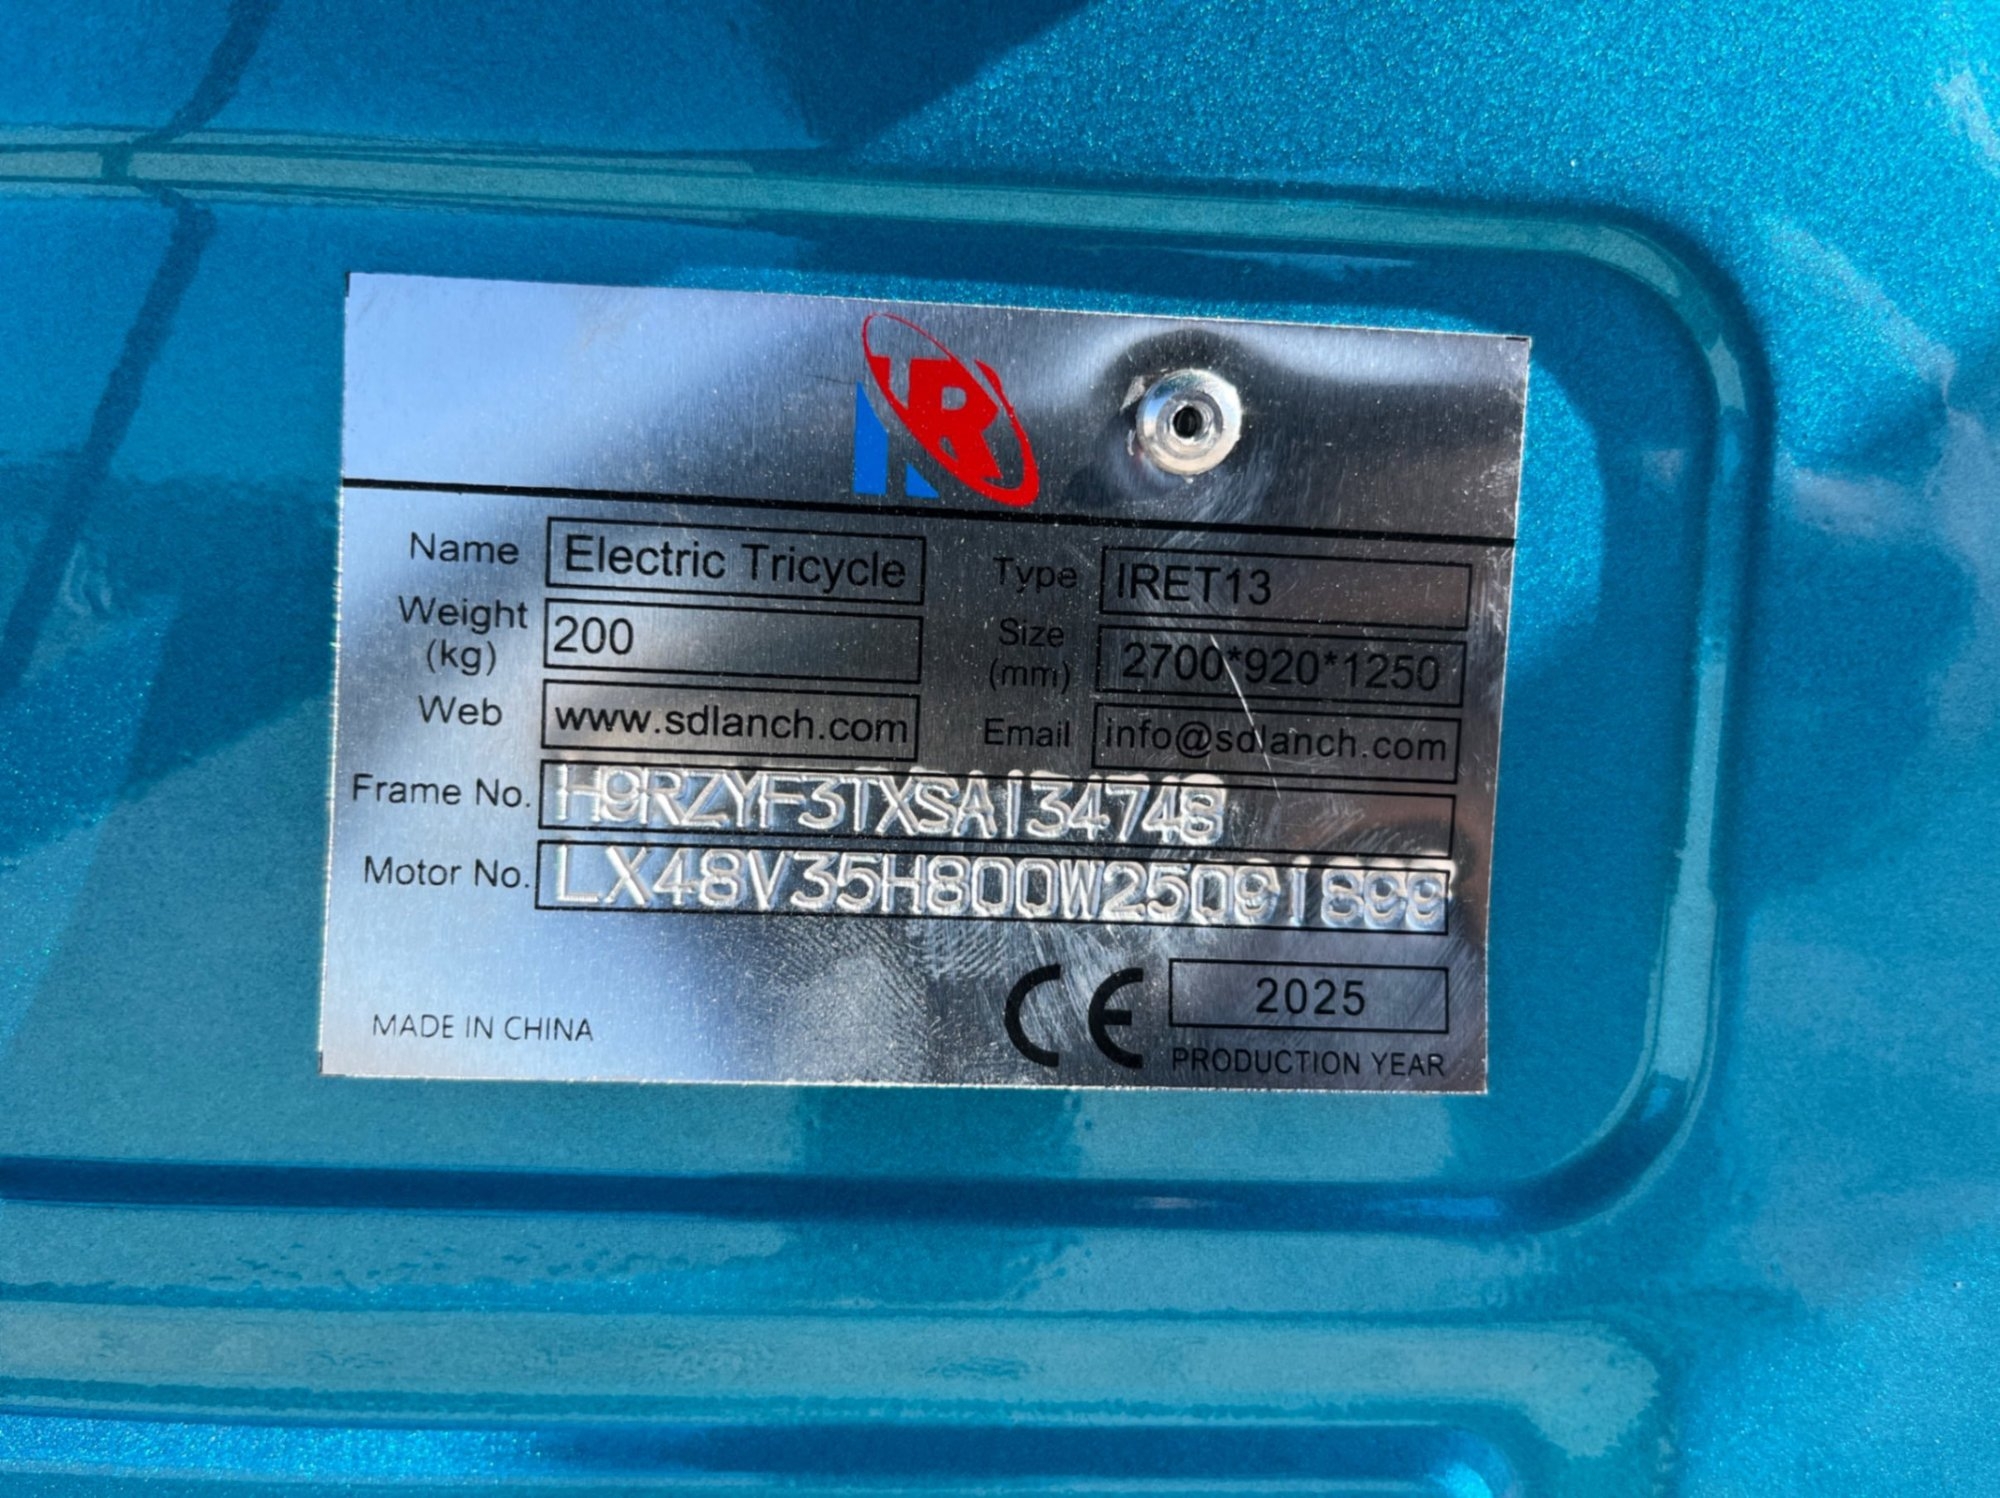 Name Electric Tricycle Type IRET13
Weight (kg) 200 Size (mm) 2700*920*1250
Web www.sdlanch.com Email info@sdlanch.com
Frame No. H9RZYF3TXSA134748
Motor No.
MADE IN CHINA CE 2025
PRODUCTION YEAR